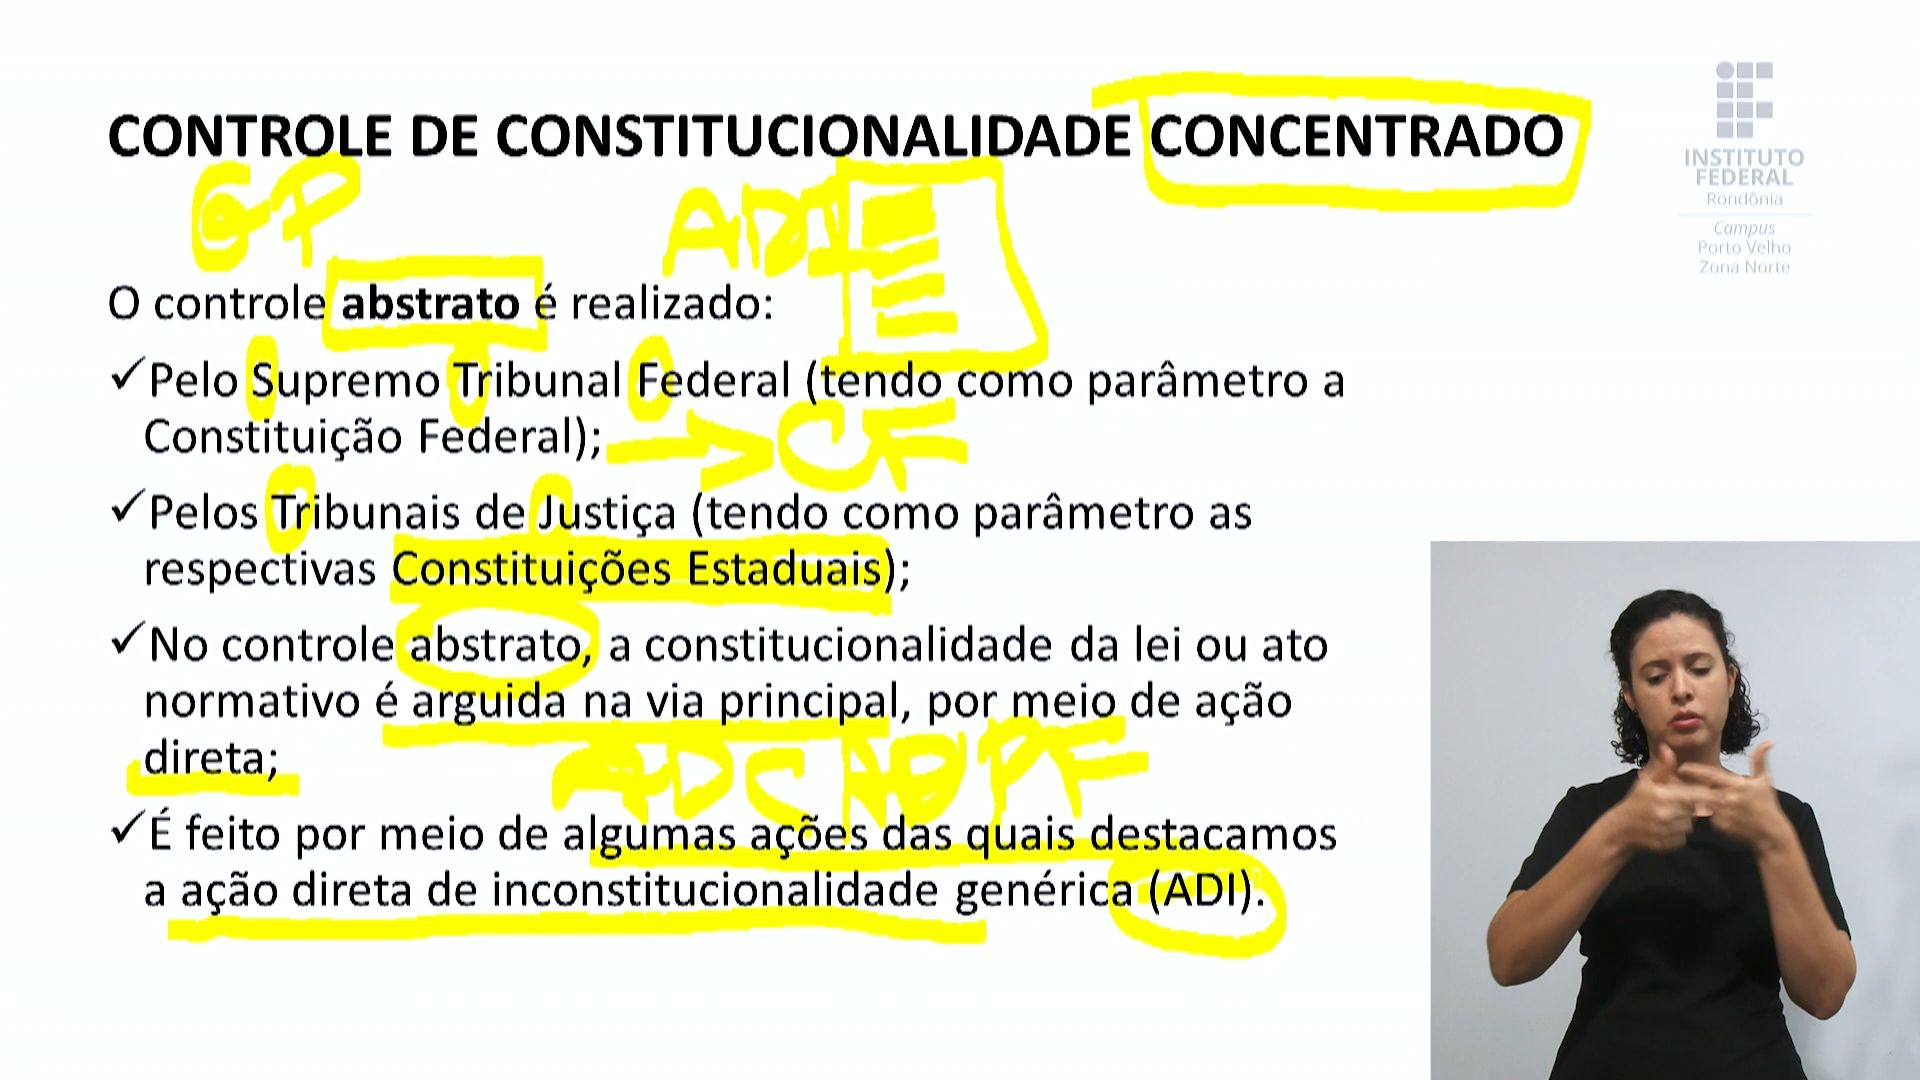 CONTROLE DE CONSTITUCIONALIDADE CONCENTRADO
INSTITUTO
FEDERAL
Rondônia
Campus
Porto Velho
Zona Norte
GP
ADI
O controle abstrato é realizado:
✓Pelo Supremo Tribunal Federal (tendo como parâmetro a
Constituição Federal);
CF
✓Pelos Tribunais de Justiça (tendo como parâmetro as
respectivas Constituições Estaduais);
✓No controle abstrato, a constitucionalidade da lei ou ato
normativo é arguida na via principal, por meio de ação
direta;
ADC ADPF
✓É feito por meio de algumas ações das quais destacamos
a ação direta de inconstitucionalidade genérica (ADI).